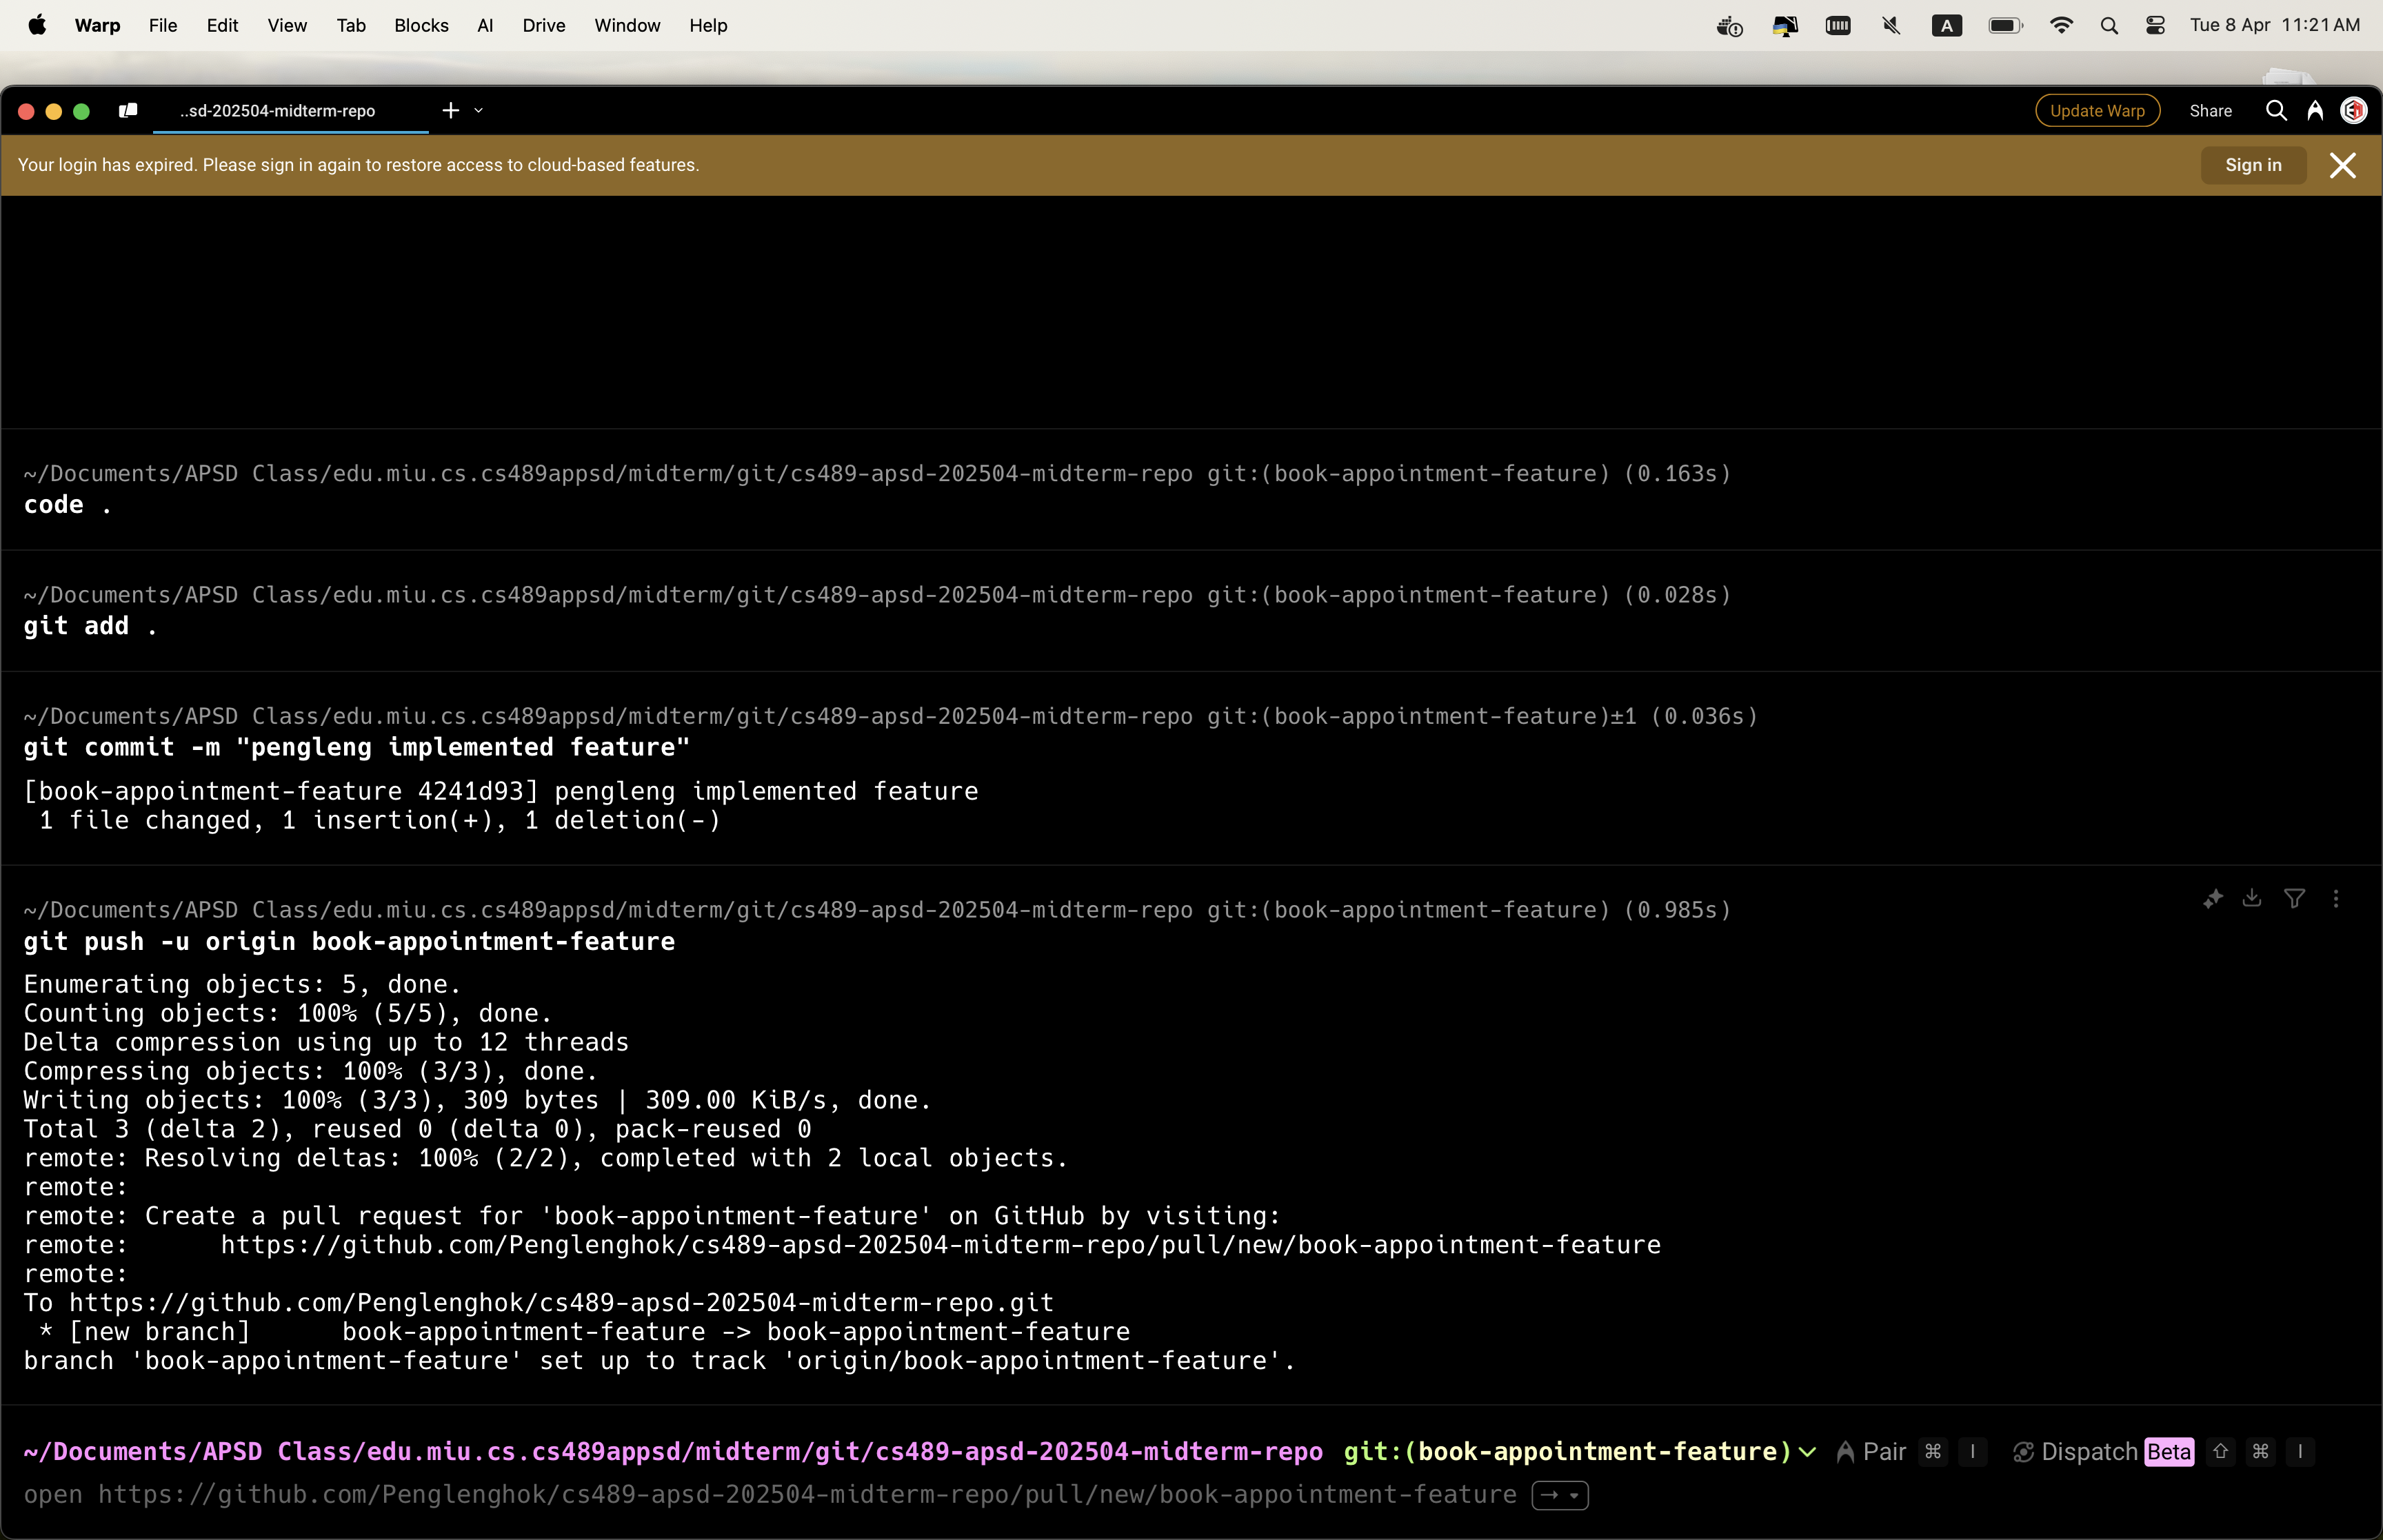 Warp File Edit View Tab Blocks AI Drive Window Help A Tue 8 Apr 11:21 AM
..sd-202504-midterm-repo + Update Warp Share
Your login has expired. Please sign in again to restore access to cloud-based features. Sign in
~/Documents/APSD Class/edu.miu.cs.cs489appsd/midterm/git/cs489-apsd-202504-midterm-repo git:(book-appointment-feature) (0.163s)
code .
~/Documents/APSD Class/edu.miu.cs.cs489appsd/midterm/git/cs489-apsd-202504-midterm-repo git:(book-appointment-feature) (0.028s)
git add .
~/Documents/APSD Class/edu.miu.cs.cs489appsd/midterm/git/cs489-apsd-202504-midterm-repo git:(book-appointment-feature)±1 (0.036s)
git commit -m "pengleng implemented feature"
[book-appointment-feature 4241d93] pengleng implemented feature
1 file changed, 1 insertion(+), 1 deletion(-)
~/Documents/APSD Class/edu.miu.cs.cs489appsd/midterm/git/cs489-apsd-202504-midterm-repo git:(book-appointment-feature) (0.985s)
git push -u origin book-appointment-feature
Enumerating objects: 5, done.
Counting objects: 100% (5/5), done.
Delta compression using up to 12 threads
Compressing objects: 100% (3/3), done.
Writing objects: 100% (3/3), 309 bytes | 309.00 KiB/s, done.
Total 3 (delta 2), reused 0 (delta 0), pack-reused 0
remote: Resolving deltas: 100% (2/2), completed with 2 local objects.
remote:
remote: Create a pull request for 'book-appointment-feature' on GitHub by visiting:
remote:      https://github.com/Penglenghok/cs489-apsd-202504-midterm-repo/pull/new/book-appointment-feature
remote:
To https://github.com/Penglenghok/cs489-apsd-202504-midterm-repo.git
* [new branch]      book-appointment-feature -> book-appointment-feature
branch 'book-appointment-feature' set up to track 'origin/book-appointment-feature'.
~/Documents/APSD Class/edu.miu.cs.cs489appsd/midterm/git/cs489-apsd-202504-midterm-repo git:(book-appointment-feature) Pair ⌘ I Dispatch Beta ⇧ ⌘ I
open https://github.com/Penglenghok/cs489-apsd-202504-midterm-repo/pull/new/book-appointment-feature →